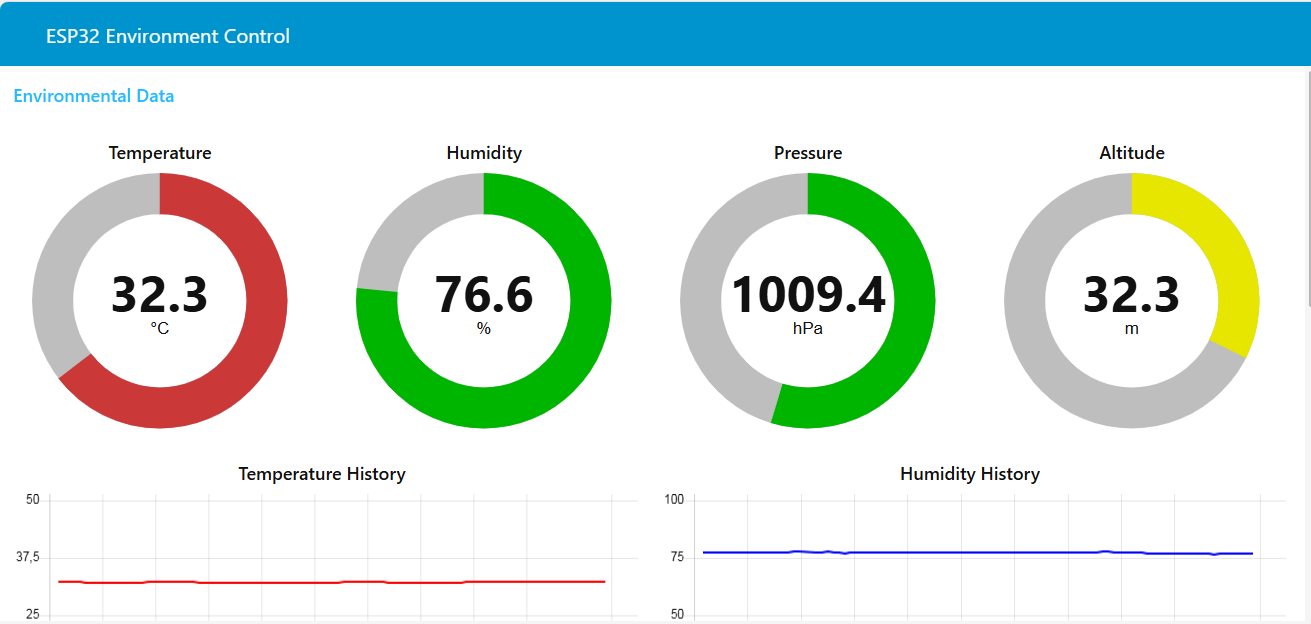 ESP32 Environment Control
Environmental Data
Temperature
Humidity
Pressure
Altitude
32.3
°C
76.6
%
1009.4
hPa
32.3
m
Temperature History
50
37,5
25
Humidity History
100
75
50